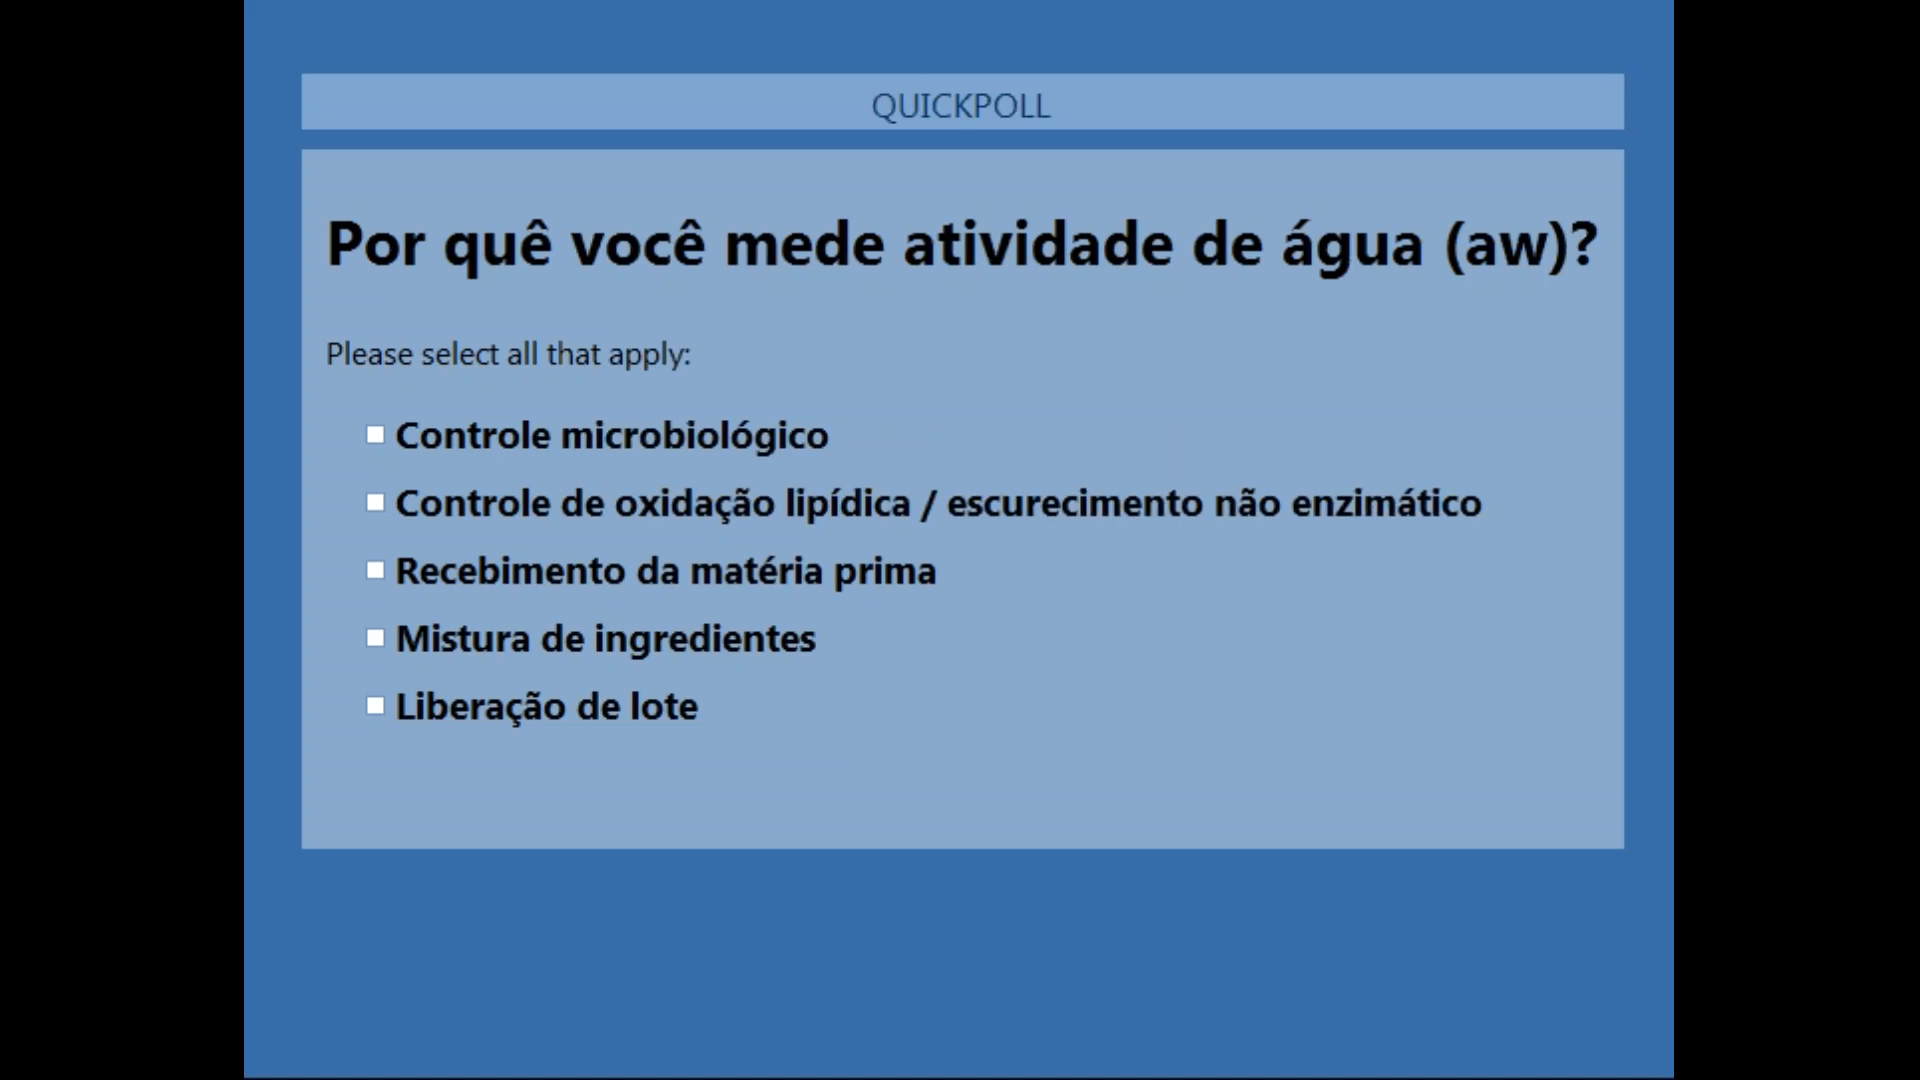 QUICKPOLL
Por quê você mede atividade de água (aw)?
Please select all that apply:
Controle microbiológico
Controle de oxidação lipídica / escurecimento não enzimático
Recebimento da matéria prima
Mistura de ingredientes
Liberação de lote